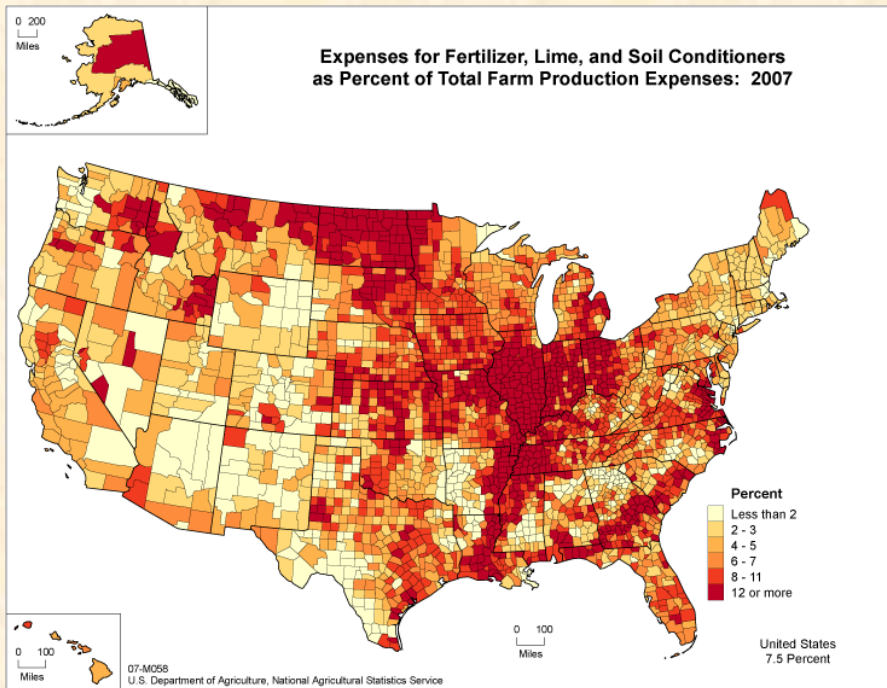 0 200
Miles
Expenses for Fertilizer, Lime, and Soil Conditioners
as Percent of Total Farm Production Expenses: 2007
Percent
Less than 2
2 - 3
4 - 5
6 - 7
8 - 11
12 or more
0 100
Miles
United States
7.5 Percent
0 100
Miles
07-M058
U.S. Department of Agriculture, National Agricultural Statistics Service